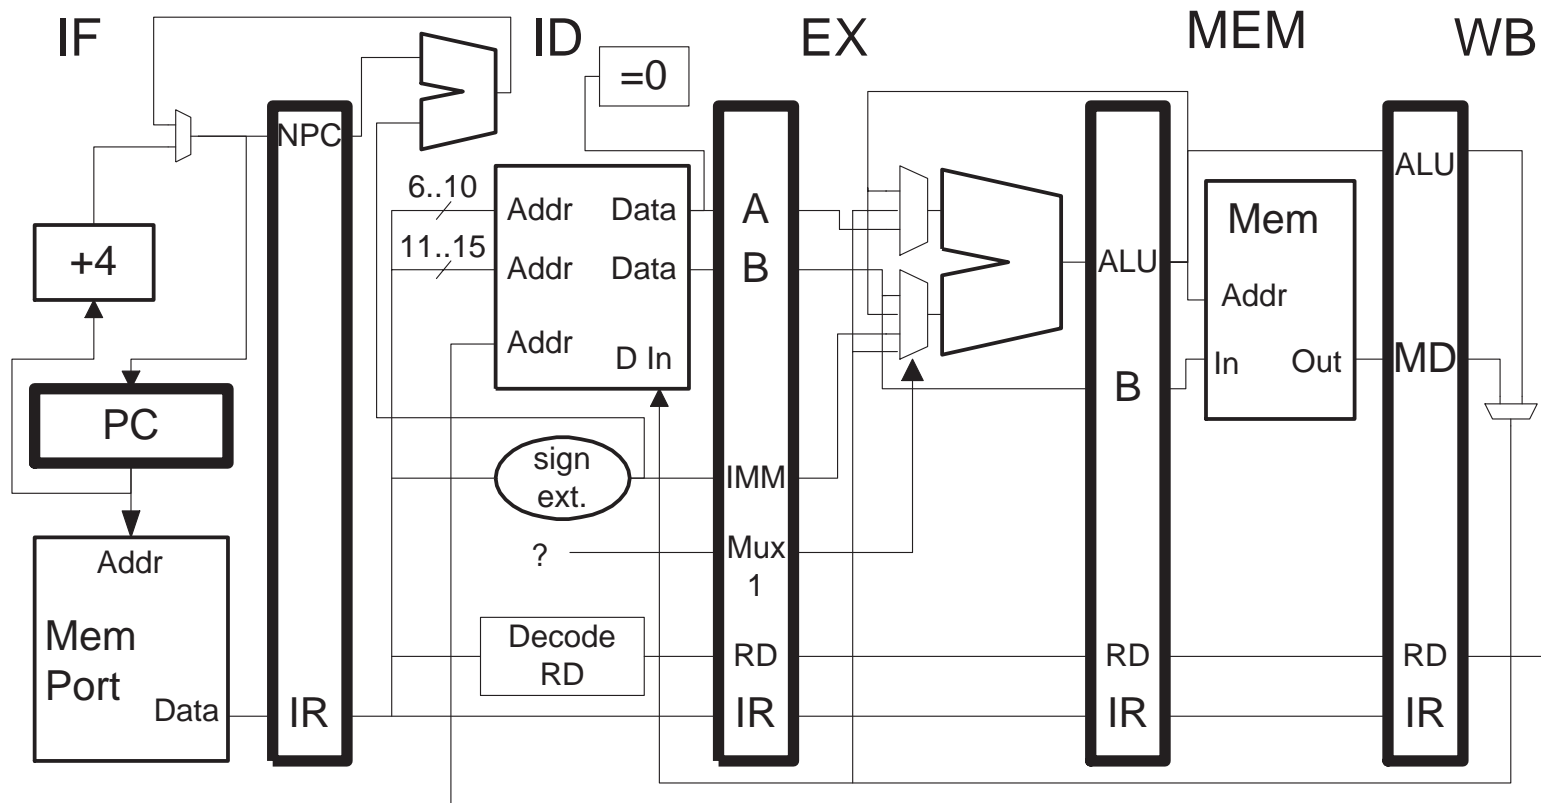 IF
ID
EX
MEM
WB
=0
NPC
+4
PC
Addr
Mem
Port
Data
IR
6..10
11..15
Addr
Data
Addr
Data
Addr
D In
sign
ext.
?
Decode
RD
A
B
IMM
Mux
1
RD
IR
ALU
B
RD
IR
Mem
Addr
In
Out
ALU
MD
RD
IR